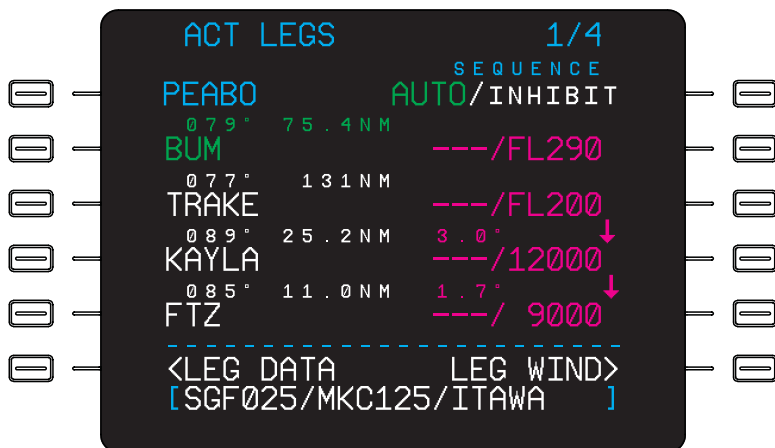 ACT LEGS 1/4
SEQUENCE
PEABO AUTO/INHIBIT
079° 75.4NM
BUM ---/FL290
077° 131NM
TRAKE ---/FL200
089° 25.2NM 3.0° ↓
KAYLA ---/12000
085° 11.0NM 1.7° ↓
FTZ ---/ 9000
------------------------
<LEG DATA LEG WIND>
[SGF025/MKC125/ITAWA ]